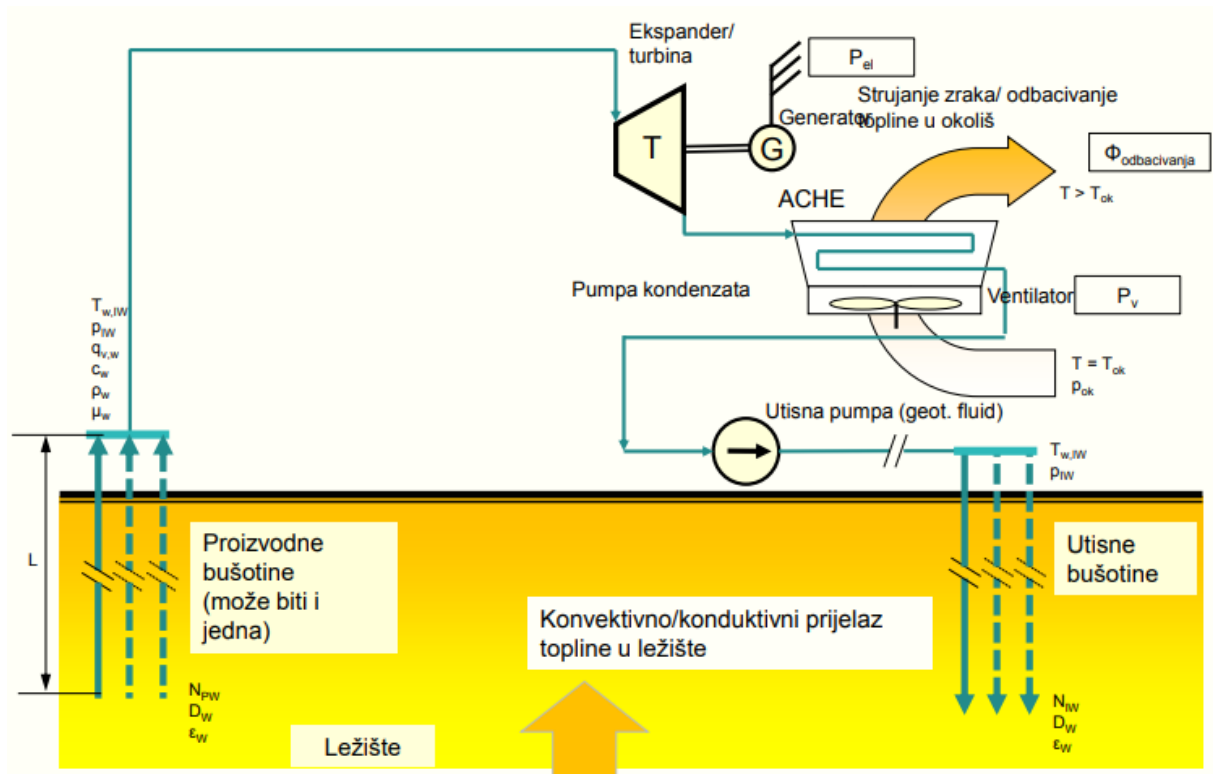 Ekspander/
turbina
P_el
Strujanje zraka/ odbacivanje
topline u okoliš
Generator
T
G
Φ_odbacivanja
T > T_ok
ACHE
Pumpa kondenzata
Ventilator
P_v
T_w,IW
p_IW
q_v,w
c_w
ρ_w
μ_w
T = T_ok
p_ok
Utisna pumpa (geot. fluid)
T_w,IW
p_IW
L
Proizvodne
bušotine
(može biti i
jedna)
Utisne
bušotine
Konvektivno/konduktivni prijelaz
topline u ležište
N_PW
D_W
ε_W
N_IW
D_W
ε_W
Ležište